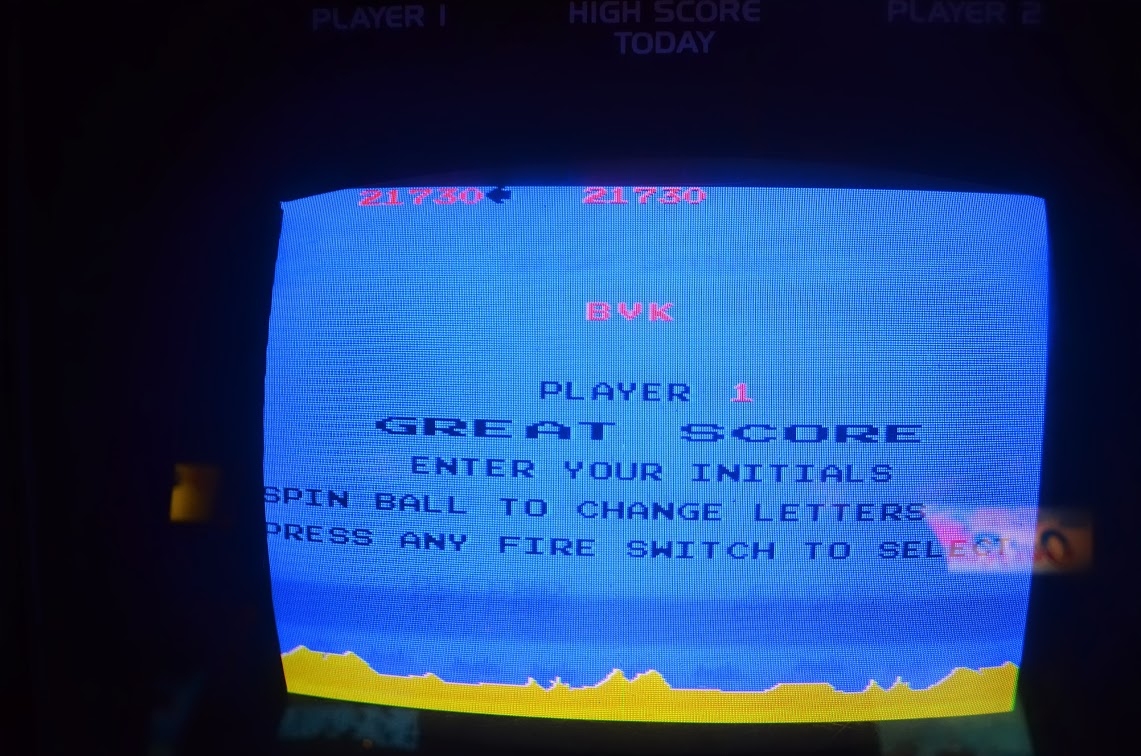 PLAYER 1 HIGH SCORE PLAYER 2
TODAY
21730 21730
BVK
PLAYER 1
GREAT SCORE
ENTER YOUR INITIALS
SPIN BALL TO CHANGE LETTERS
PRESS ANY FIRE SWITCH TO SELECT